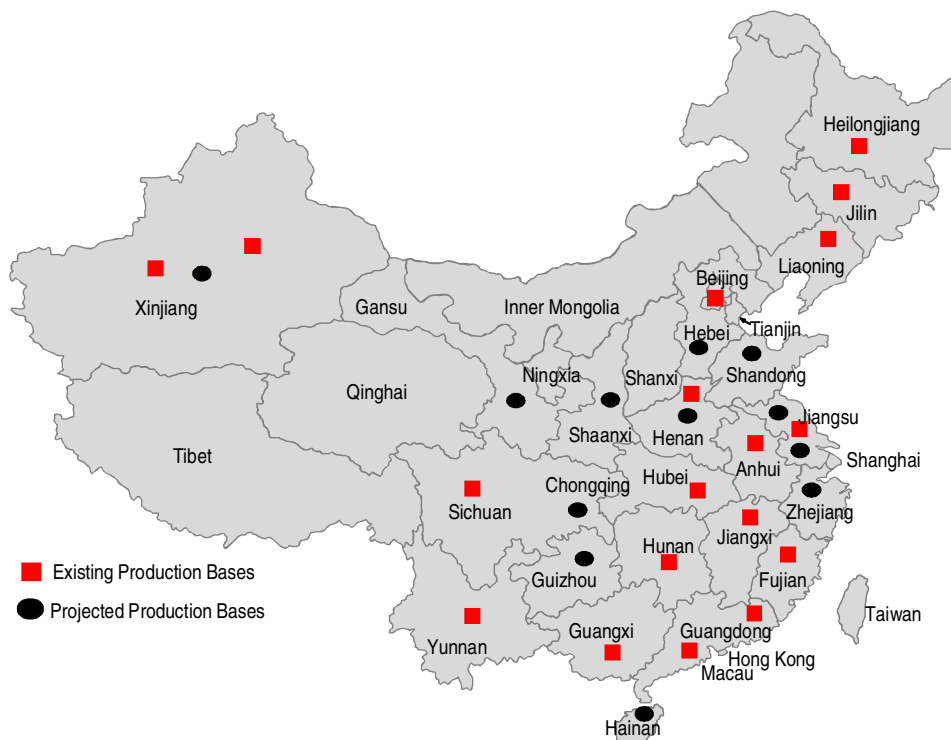 Heilongjiang
Jilin
Liaoning
Beijing
Xinjiang
Gansu
Inner Mongolia
Tianjin
Hebei
Shandong
Ningxia
Shanxi
Qinghai
Jiangsu
Shaanxi
Henan
Tibet
Anhui
Shanghai
Hubei
Chongqing
Sichuan
Zhejiang
Jiangxi
Hunan
Existing Production Bases
Guizhou
Fujian
Projected Production Bases
Taiwan
Guangxi
Guangdong
Yunnan
Hong Kong
Macau
Hainan